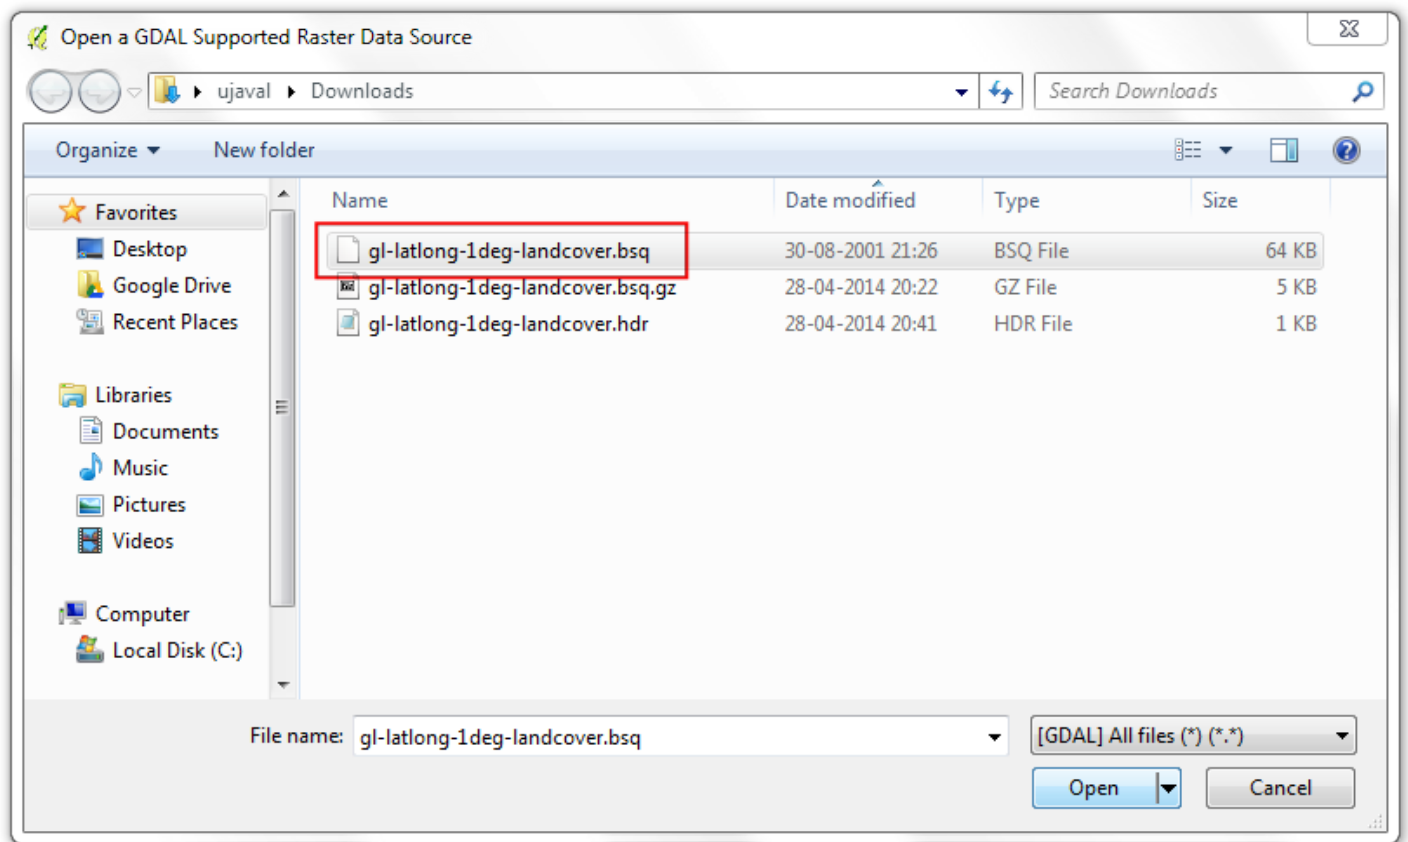 Open a GDAL Supported Raster Data Source
ujaval Downloads Search Downloads
Organize New folder
Name Date modified Type Size
Favorites
Desktop
Google Drive
Recent Places
Libraries
Documents
Music
Pictures
Videos
Computer
Local Disk (C:)
gl-latlong-1deg-landcover.bsq 30-08-2001 21:26 BSQ File 64 KB
gl-latlong-1deg-landcover.bsq.gz 28-04-2014 20:22 GZ File 5 KB
gl-latlong-1deg-landcover.hdr 28-04-2014 20:41 HDR File 1 KB
File name: gl-latlong-1deg-landcover.bsq [GDAL] All files (*) (*.*)
Open Cancel